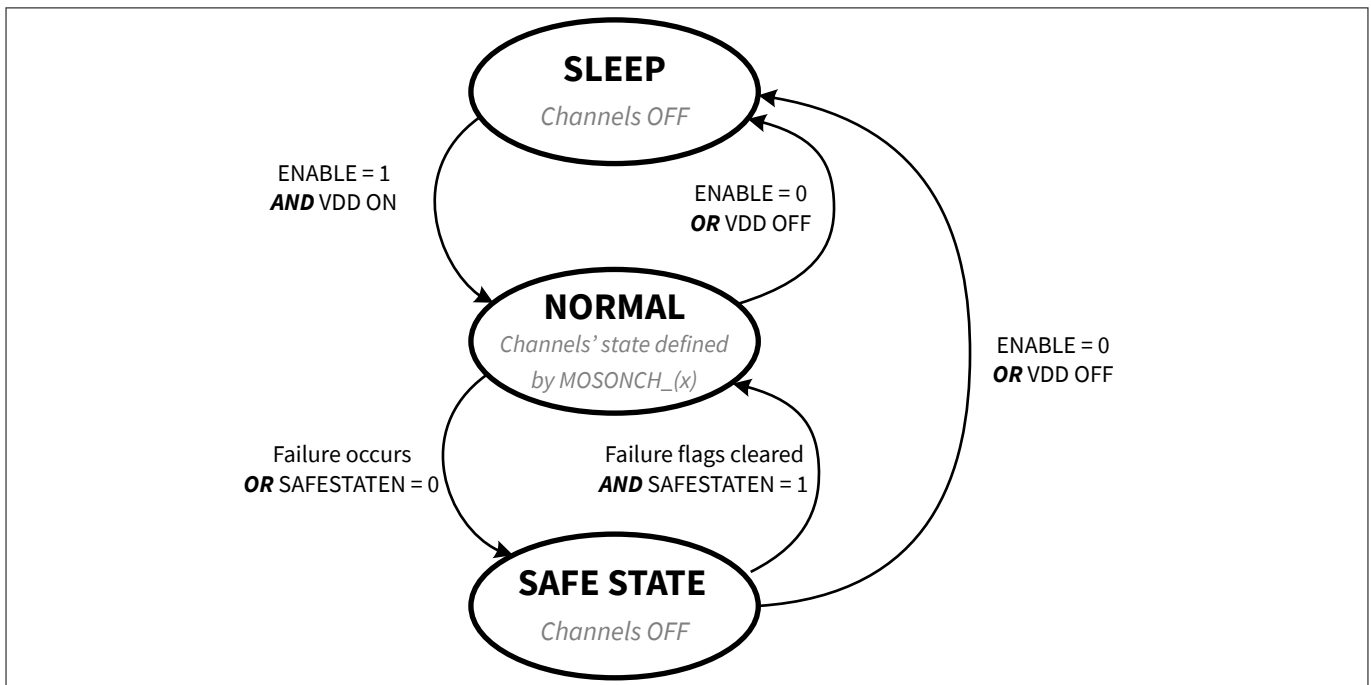 SLEEP
Channels OFF
ENABLE = 1
AND VDD ON
ENABLE = 0
OR VDD OFF
NORMAL
Channels’ state defined
by MOSONCH_(x)
ENABLE = 0
OR VDD OFF
Failure occurs
OR SAFESTATEN = 0
Failure flags cleared
AND SAFESTATEN = 1
SAFE STATE
Channels OFF